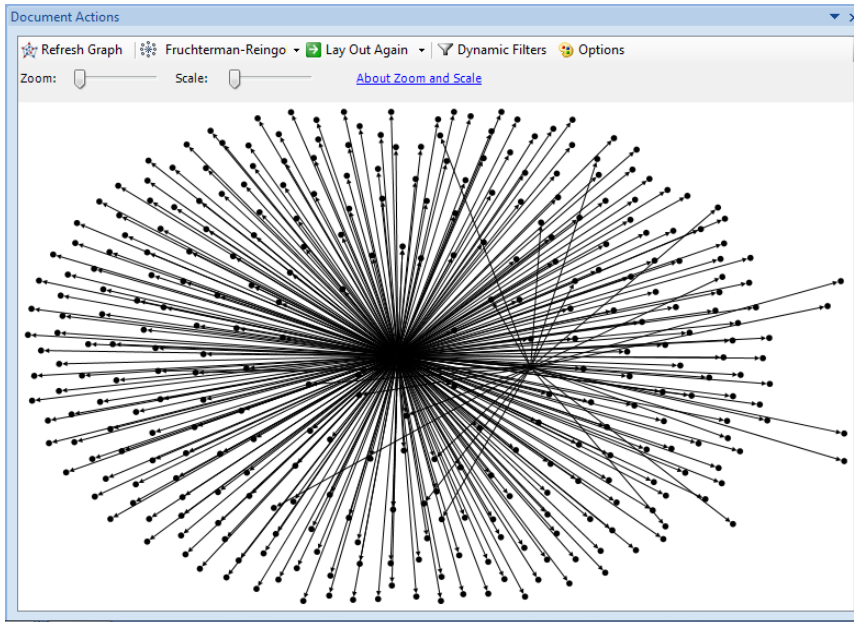 Document Actions
Refresh Graph Fruchterman-Reingo Lay Out Again Dynamic Filters Options
Zoom: Scale: About Zoom and Scale